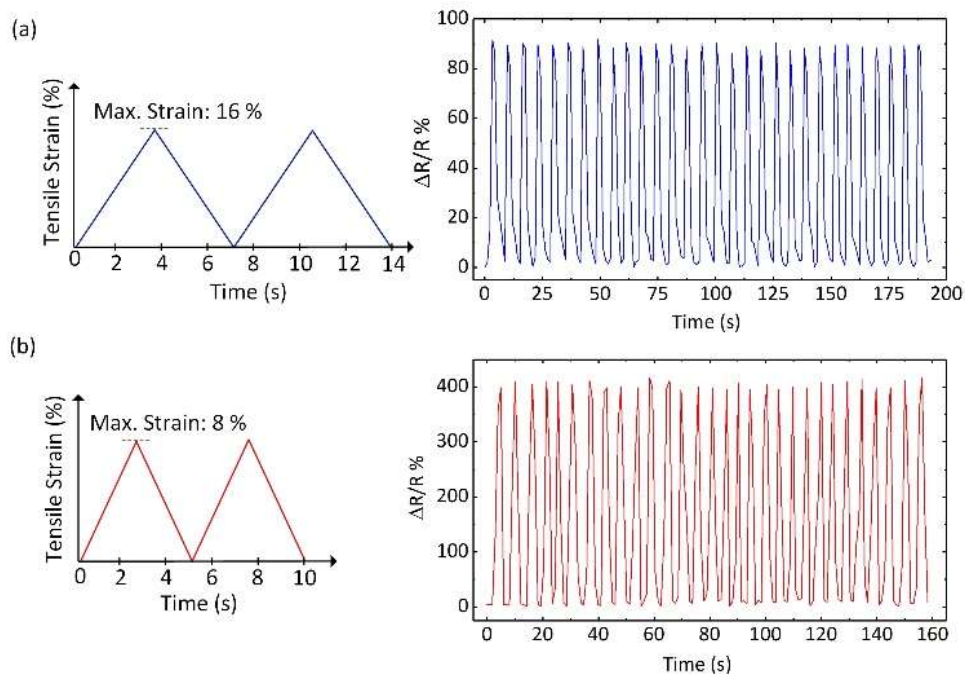 (a)
Tensile Strain (%)
Max. Strain: 16 %
0 2 4 6 8 10 12 14
Time (s)
ΔR/R %
100
80
60
40
20
0
0 25 50 75 100 125 150 175 200
Time (s)
(b)
Tensile Strain (%)
Max. Strain: 8 %
0 2 4 6 8 10
Time (s)
ΔR/R %
400
300
200
100
0
0 20 40 60 80 100 120 140 160
Time (s)